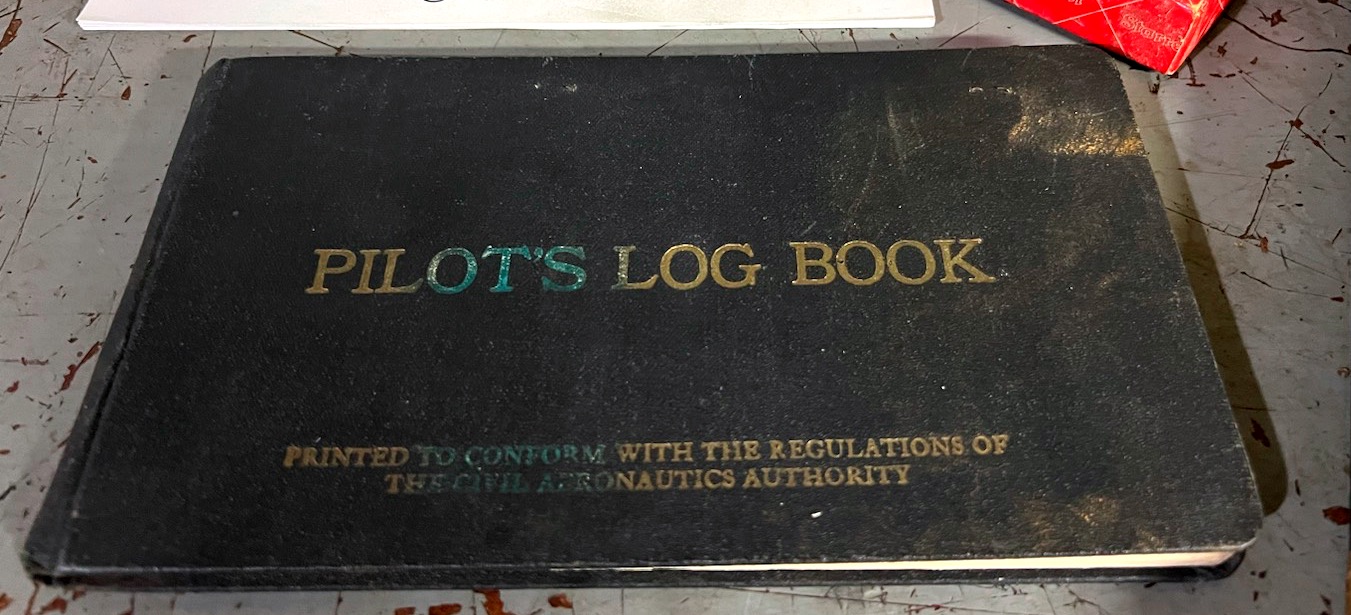 PILOT'S LOG BOOK
PRINTED TO CONFORM WITH THE REGULATIONS OF
THE CIVIL AERONAUTICS AUTHORITY